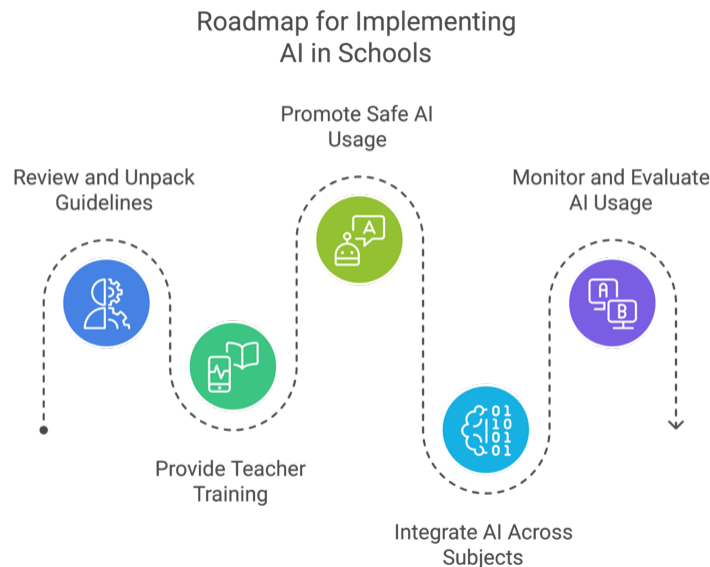 Roadmap for Implementing
AI in Schools
Promote Safe AI
Usage
Review and Unpack
Guidelines
Monitor and Evaluate
AI Usage
A
A
B
01
10
01
01
Provide Teacher
Training
Integrate AI Across
Subjects